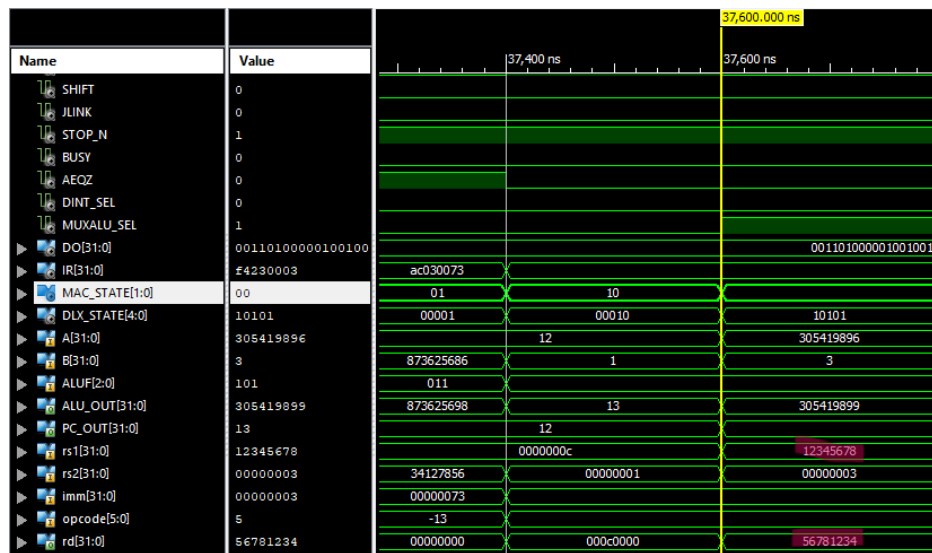 37,600.000 ns
Name Value 37,400 ns 37,600 ns
SHIFT 0
JLINK 0
STOP_N 1
BUSY 0
AEQZ 0
DINT_SEL 0
MUXALU_SEL 1
DO[31:0] 00110100000100100 001101000001001001
IR[31:0] f4230003 ac030073
MAC_STATE[1:0] 00 01 10
DLX_STATE[4:0] 10101 00001 00010 10101
A[31:0] 305419896 12 305419896
B[31:0] 3 873625686 1 3
ALUF[2:0] 101 011
ALU_OUT[31:0] 305419899 873625698 13 305419899
PC_OUT[31:0] 13 12
rs1[31:0] 12345678 0000000c 12345678
rs2[31:0] 00000003 34127856 00000001 00000003
imm[31:0] 00000003 00000073
opcode[5:0] 5 -13
rd[31:0] 56781234 00000000 000c0000 56781234